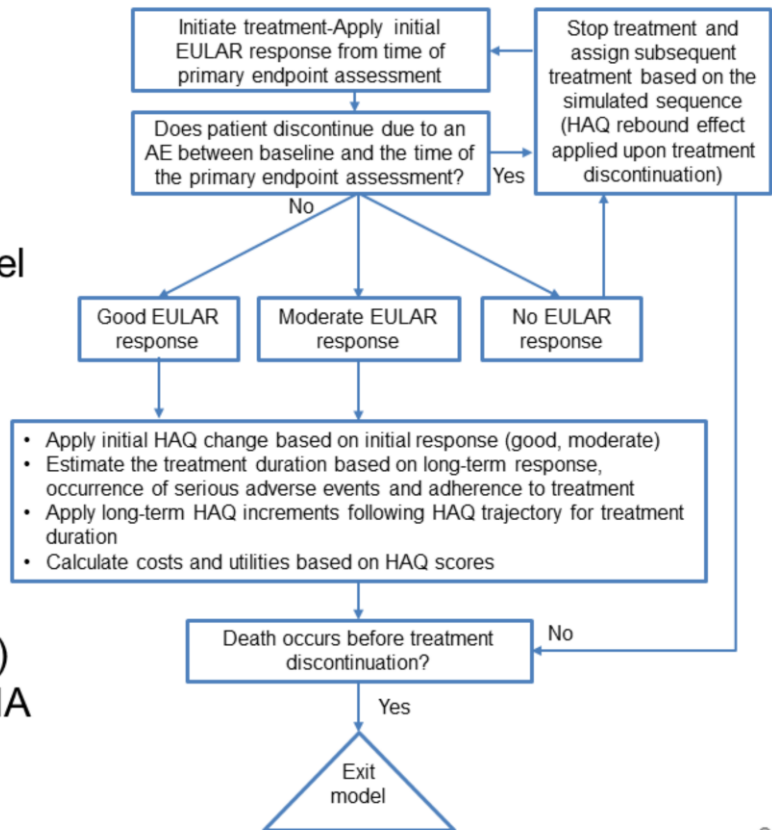 Initiate treatment-Apply initial
EULAR response from time of
primary endpoint assessment
Stop treatment and
assign subsequent
treatment based on the
simulated sequence
(HAQ rebound effect
applied upon treatment
discontinuation)
Does patient discontinue due to an
AE between baseline and the time of
the primary endpoint assessment?
Yes
No
el
Good EULAR
response
Moderate EULAR
response
No EULAR
response
• Apply initial HAQ change based on initial response (good, moderate)
• Estimate the treatment duration based on long-term response,
occurrence of serious adverse events and adherence to treatment
• Apply long-term HAQ increments following HAQ trajectory for treatment
duration
• Calculate costs and utilities based on HAQ scores
)
IA
Death occurs before treatment
discontinuation?
No
Yes
Exit
model